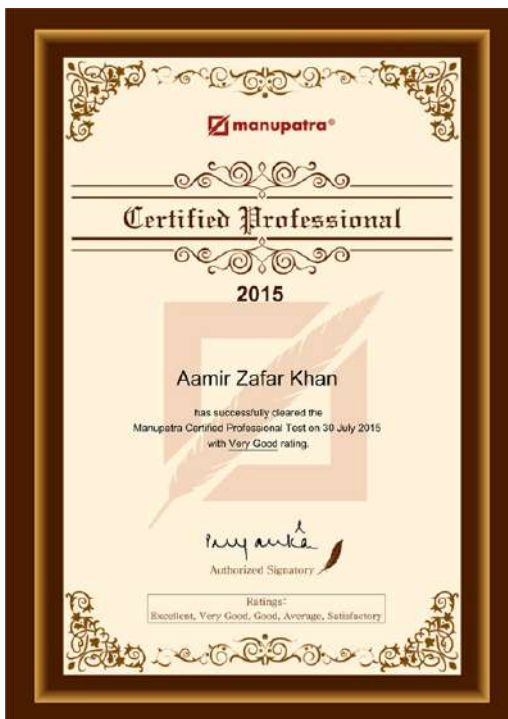 manupatra®
Certified Professional
2015
Aamir Zafar Khan
has successfully cleared the
Manupatra Certified Professional Test on 30 July 2015
with Very Good rating.
Priyanka
Authorized Signatory
Ratings:
Excellent, Very Good, Good, Average, Satisfactory